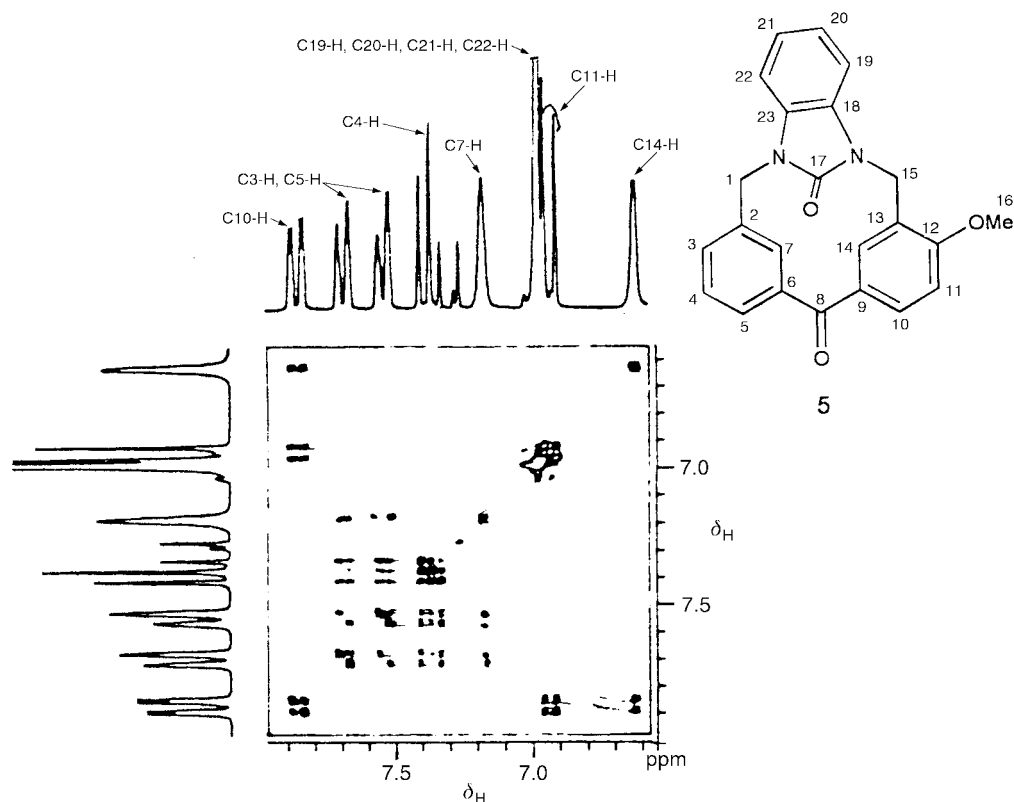 C19-H, C20-H, C21-H, C22-H
C11-H
C4-H
C7-H
C14-H
C3-H, C5-H
C10-H
21
20
22
19
23
18
N
17
N
1
15
O
16
2
13
12
OMe
3
7
14
4
6
11
8
9
5
10
O
5
7.0
δH
7.5
7.5
7.0
ppm
δH